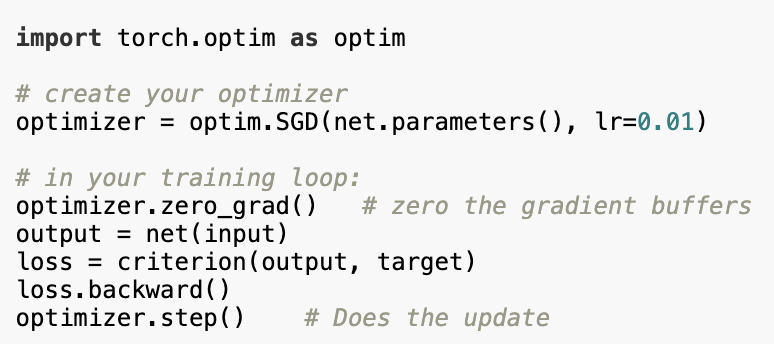 import torch.optim as optim
# create your optimizer
optimizer = optim.SGD(net.parameters(), lr=0.01)
# in your training loop:
optimizer.zero_grad()   # zero the gradient buffers
output = net(input)
loss = criterion(output, target)
loss.backward()
optimizer.step()    # Does the update